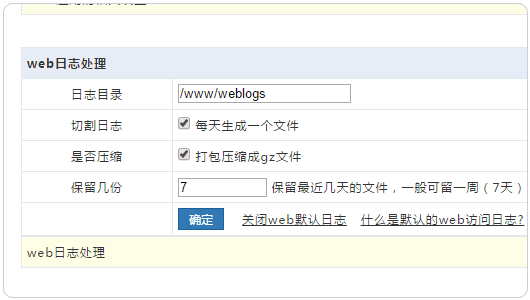 web日志处理
日志目录 /www/weblogs
切割日志 每天生成一个文件
是否压缩 打包压缩成gz文件
保留几份 7 保留最近几天的文件，一般可留一周（7天）
确定 关闭web默认日志 什么是默认的web访问日志?
web日志处理